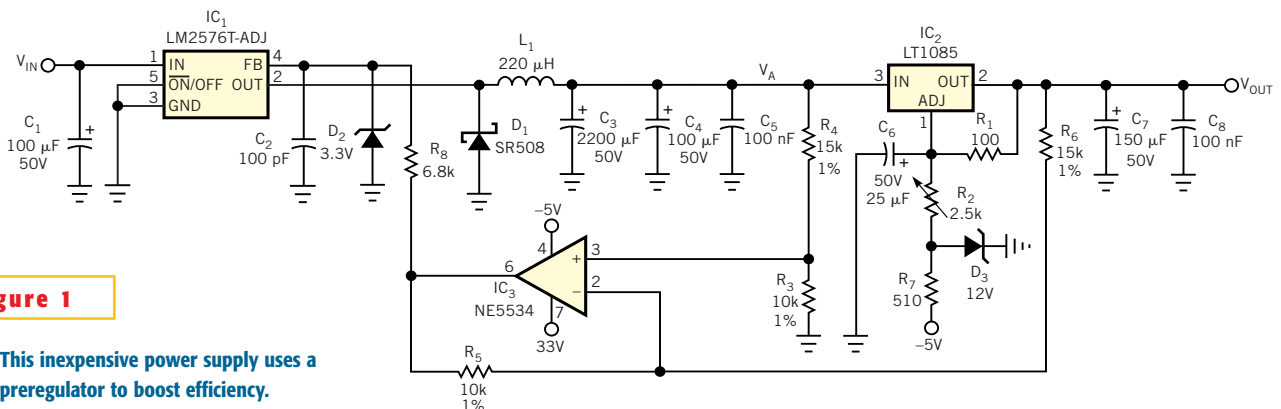 IC1
LM2576T-ADJ
VIN
1
IN
FB
4
5
ON/OFF
OUT
2
3
GND
C1
100 μF
50V
+
C2
100 pF
D2
3.3V
R8
6.8k
D1
SR508
L1
220 μH
+
C3
2200 μF
50V
+
C4
100 μF
50V
C5
100 nF
VA
R4
15k
1%
IC2
LT1085
3
IN
OUT
2
ADJ
1
VOUT
C6
+
50V
25 μF
R1
100
R2
2.5k
R6
15k
1%
+
C7
150 μF
50V
C8
100 nF
D3
12V
R7
510
–5V
–5V
4
6
+
3
–
2
IC3
NE5534
7
33V
R3
10k
1%
R5
10k
1%
gure 1
This inexpensive power supply uses a
preregulator to boost efficiency.